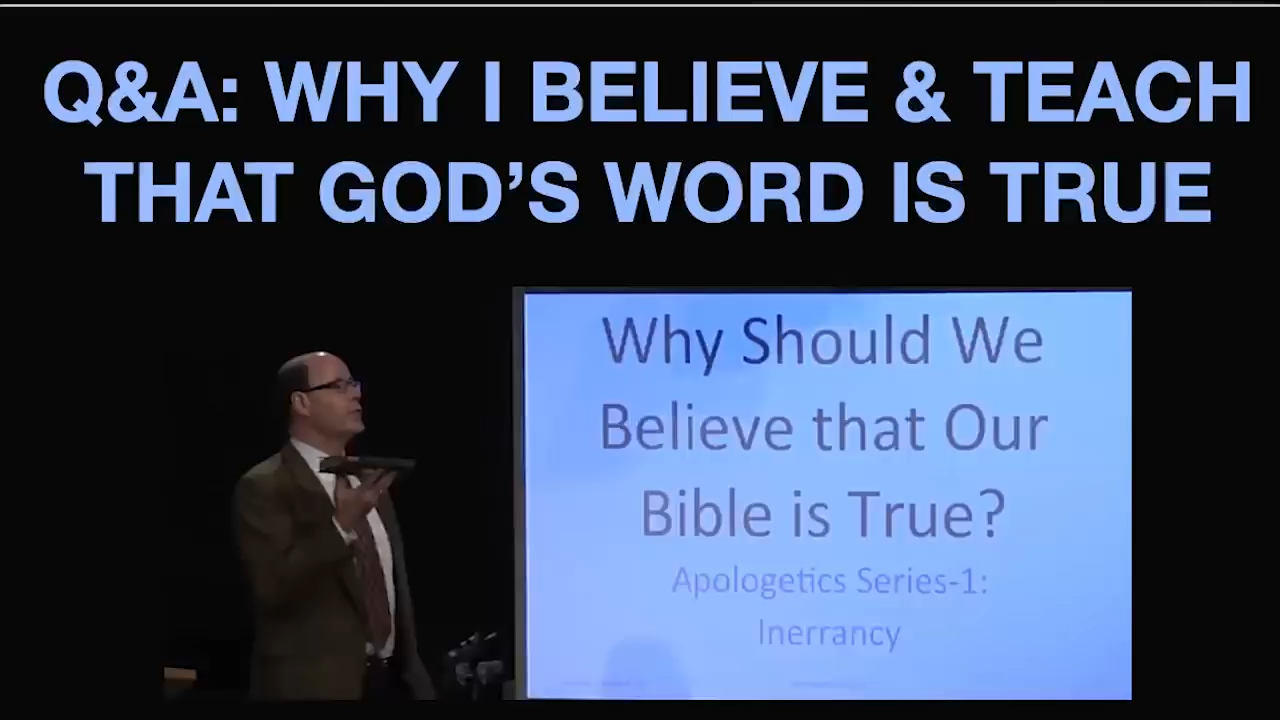 Q&A: WHY I BELIEVE & TEACH
THAT GOD’S WORD IS TRUE
Why Should We
Believe that Our
Bible is True?
Apologetics Series-1:
Inerrancy